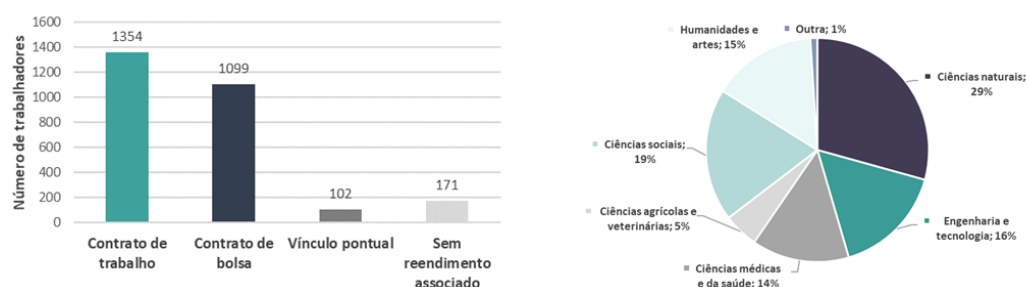 Número de trabalhadores
1600
1400
1200
1000
800
600
400
200
0
1354
1099
102
171
Contrato de
trabalho
Contrato de
bolsa
Vínculo pontual
Sem
reendimento
associado
Humanidades e
artes; 15%
Outra; 1%
Ciências naturais;
29%
Ciências sociais;
19%
Ciências agrícolas e
veterinárias; 5%
Engenharia e
tecnologia; 16%
Ciências médicas
e da saúde; 14%